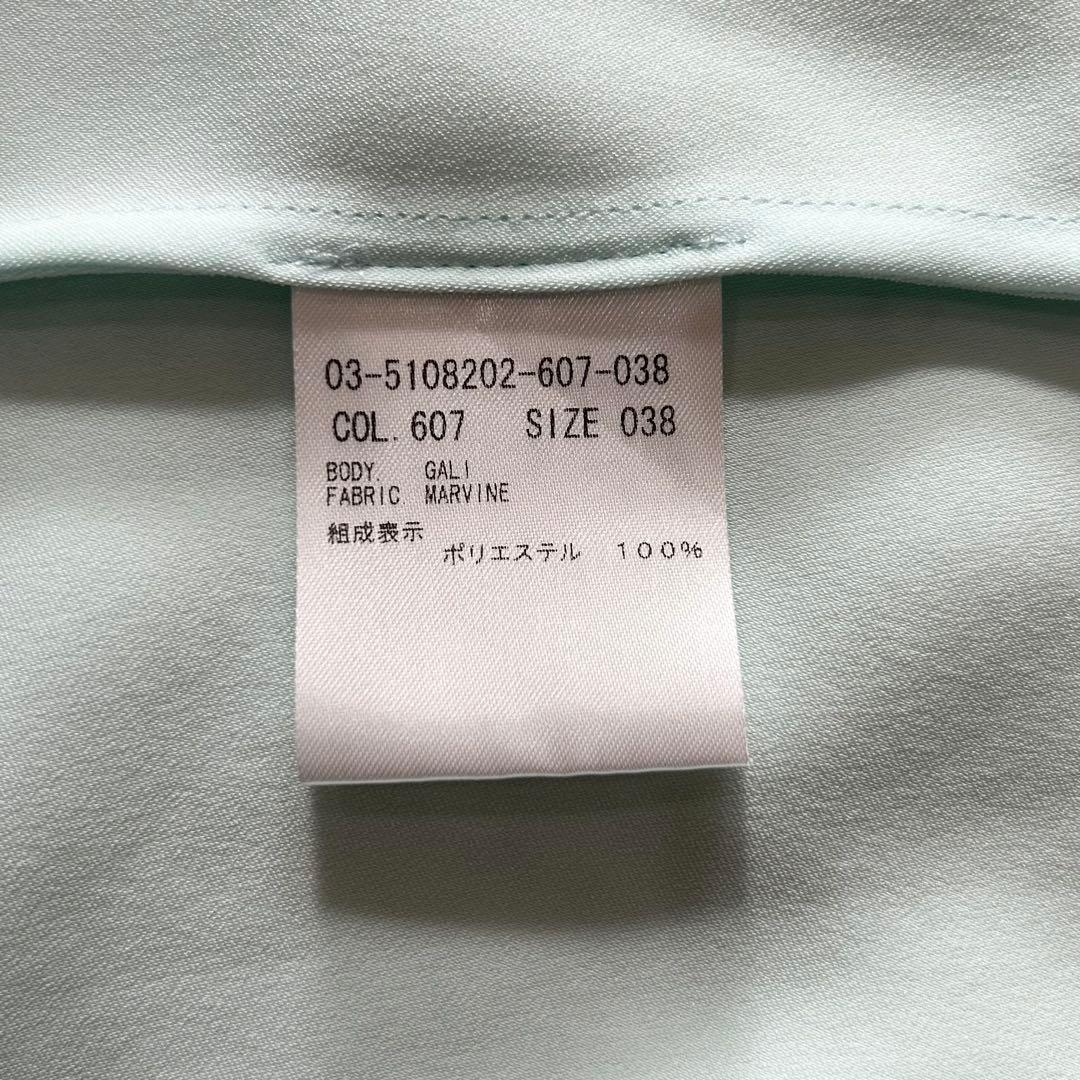 03-5108202-607-038
COL. 607 SIZE 038
BODY. GALI
FABRIC MARVINE
組成表示
ポリエステル １００％